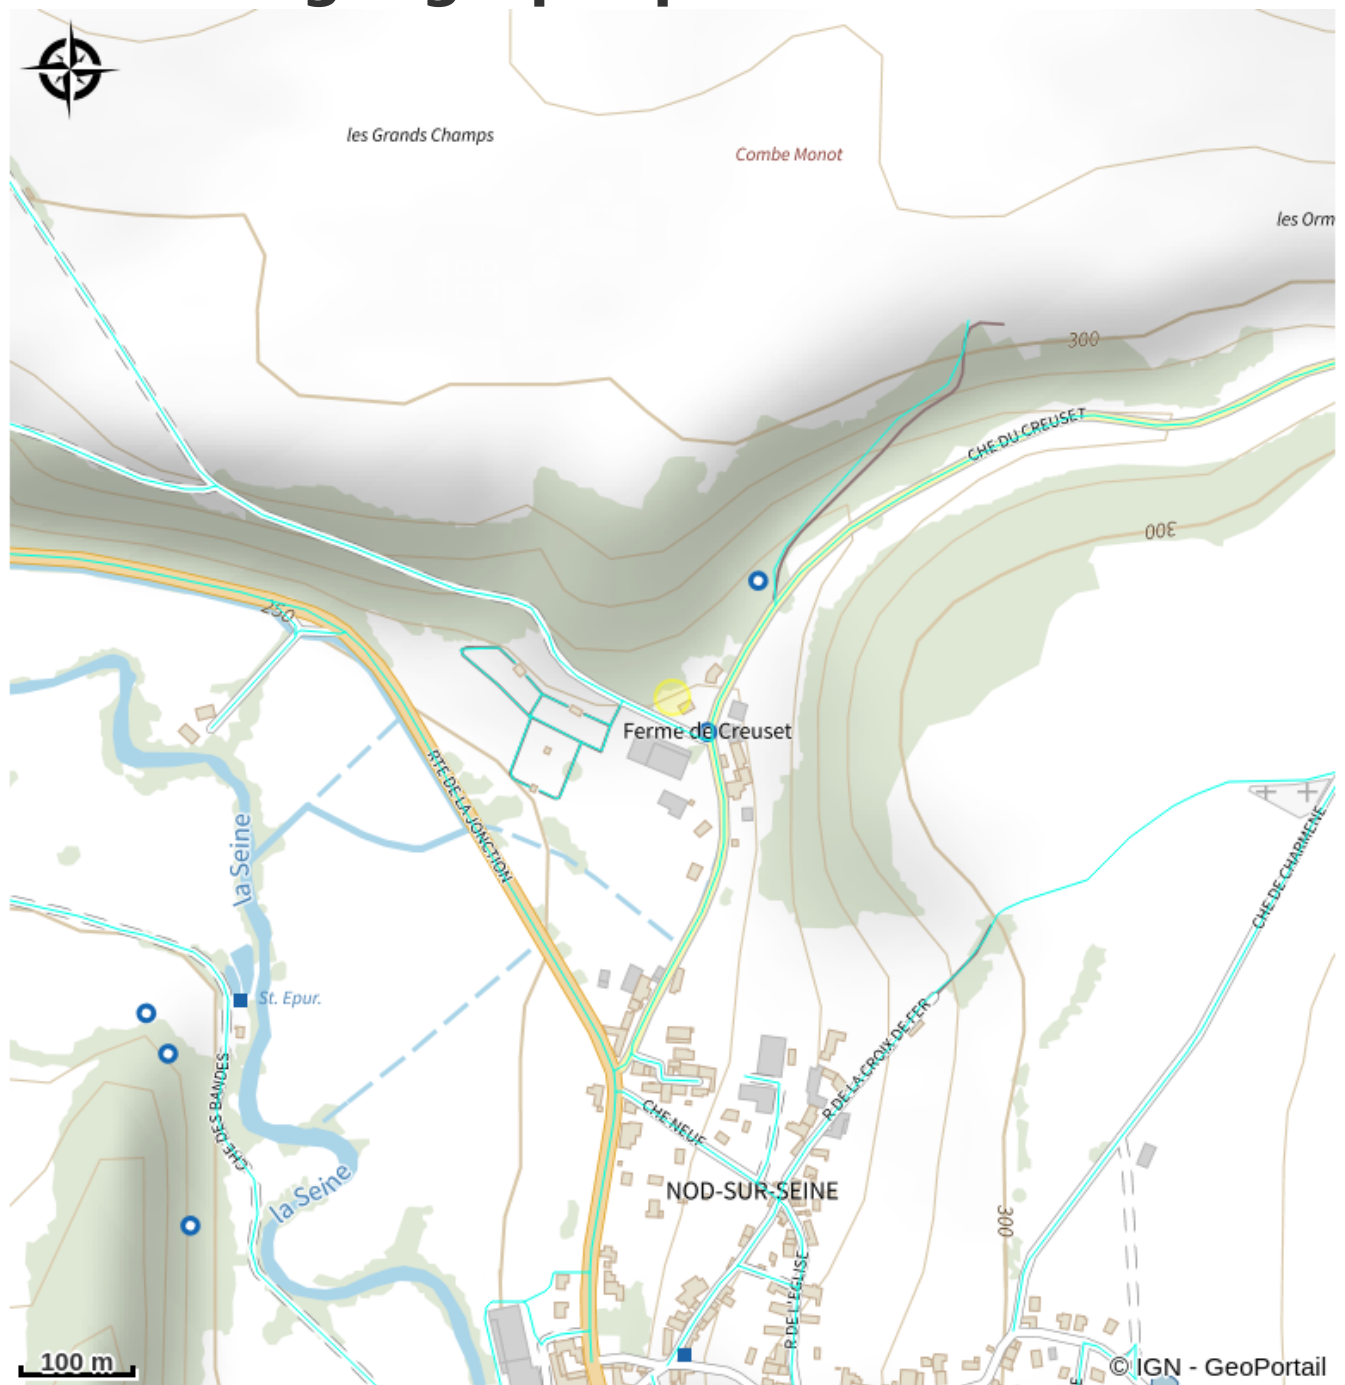 les Grands Champs
Combe Monot
les Orm
300
CHE DU CREUSET
300
250
Ferme de Creuset
RTE DE LA JONCTION
la Seine
CHE DE CHARMENE
St. Epur.
R DE LA CROIX DE FER
CHE DES BANDES
CHE NEUF
la Seine
NOD-SUR-SEINE
300
R DE L'EGLISE
100 m
© IGN - GeoPortail
E